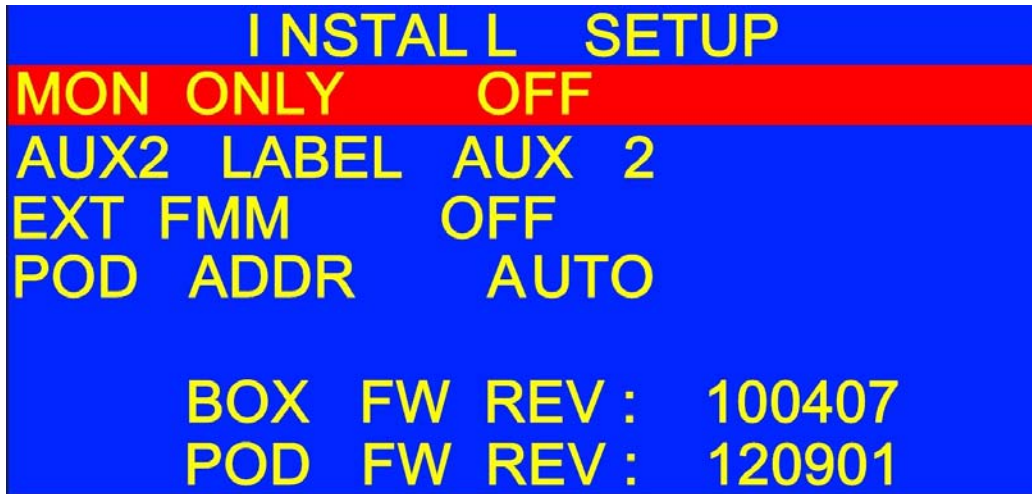 INSTALL SETUP
MON ONLY OFF
AUX2 LABEL AUX 2
EXT FMM OFF
POD ADDR AUTO
BOX FW REV: 100407
POD FW REV: 120901